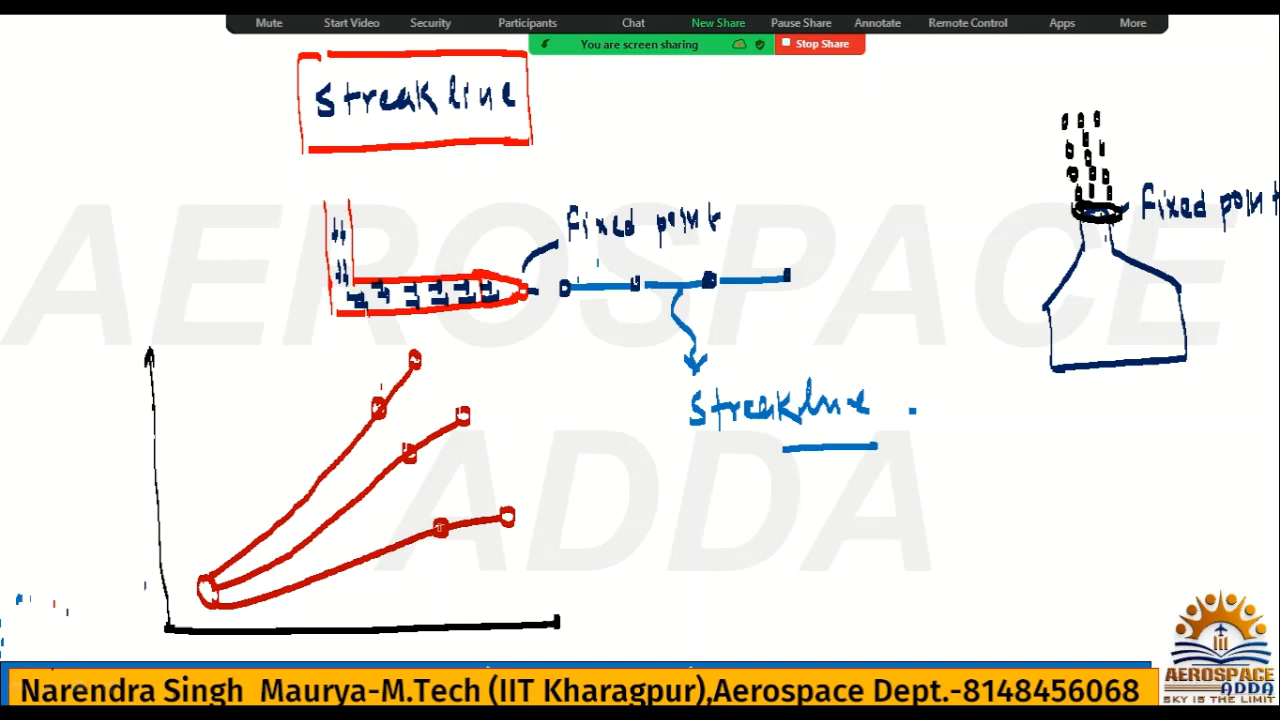 Mute Start Video Security Participants Chat New Share Pause Share Annotate Remote Control Apps More
You are screen sharing Stop Share
Streakline
Fixed point
Fixed point
Streakline
AEROSPACE
ADDA
AEROSPACE
ADDA
SKY IS THE LIMIT
Narendra Singh Maurya-M.Tech (IIT Kharagpur),Aerospace Dept.-8148456068